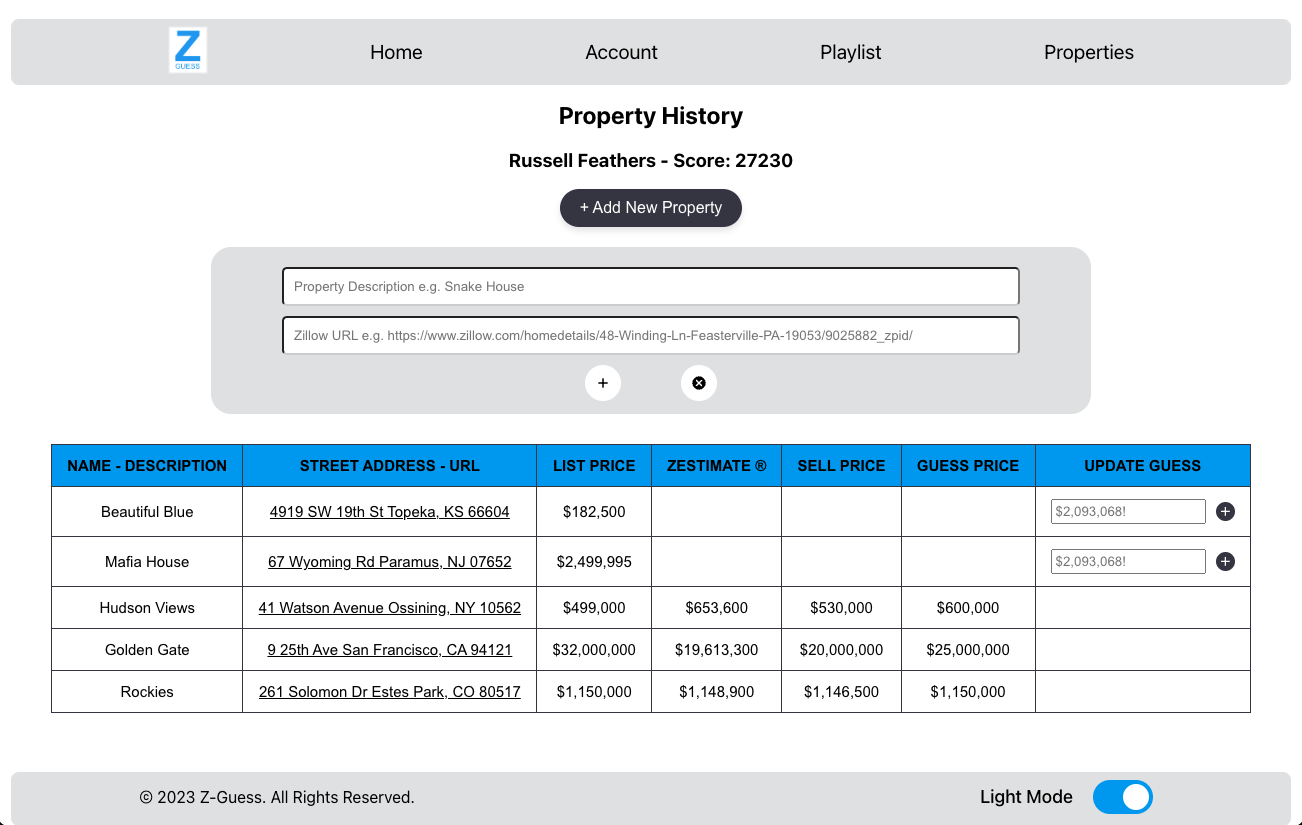 Z
GUESS
Home Account Playlist Properties
Property History
Russell Feathers - Score: 27230
+ Add New Property
Property Description e.g. Snake House
Zillow URL e.g. https://www.zillow.com/homedetails/48-Winding-Ln-Feasterville-PA-19053/9025882_zpid/
NAME - DESCRIPTION STREET ADDRESS - URL LIST PRICE ZESTIMATE ® SELL PRICE GUESS PRICE UPDATE GUESS
Beautiful Blue 4919 SW 19th St Topeka, KS 66604 $182,500 $2,093,068!
Mafia House 67 Wyoming Rd Paramus, NJ 07652 $2,499,995 $2,093,068!
Hudson Views 41 Watson Avenue Ossining, NY 10562 $499,000 $653,600 $530,000 $600,000
Golden Gate 9 25th Ave San Francisco, CA 94121 $32,000,000 $19,613,300 $20,000,000 $25,000,000
Rockies 261 Solomon Dr Estes Park, CO 80517 $1,150,000 $1,148,900 $1,146,500 $1,150,000
© 2023 Z-Guess. All Rights Reserved. Light Mode